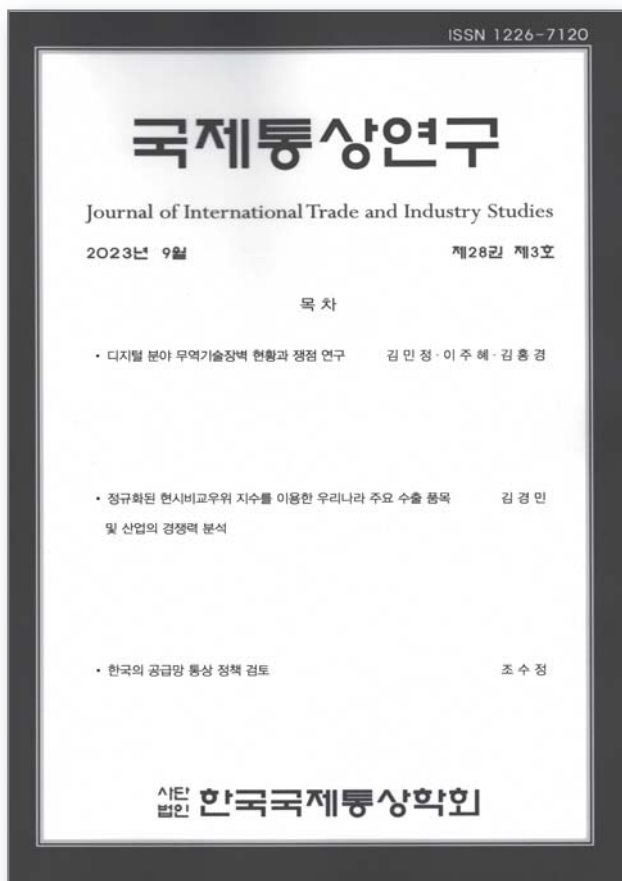 ISSN 1226-7120
국제통상연구
Journal of International Trade and Industry Studies
2023년 9월 제28권 제3호
목 차
• 디지털 분야 무역기술장벽 현황과 쟁점 연구 김 민 정 · 이 주 혜 · 김 홍 경
• 정규화된 현시비교우위 지수를 이용한 우리나라 주요 수출 품목 김 경 민
및 산업의 경쟁력 분석
• 한국의 공급망 통상 정책 검토 조 수 정
사단법인 한국국제통상학회